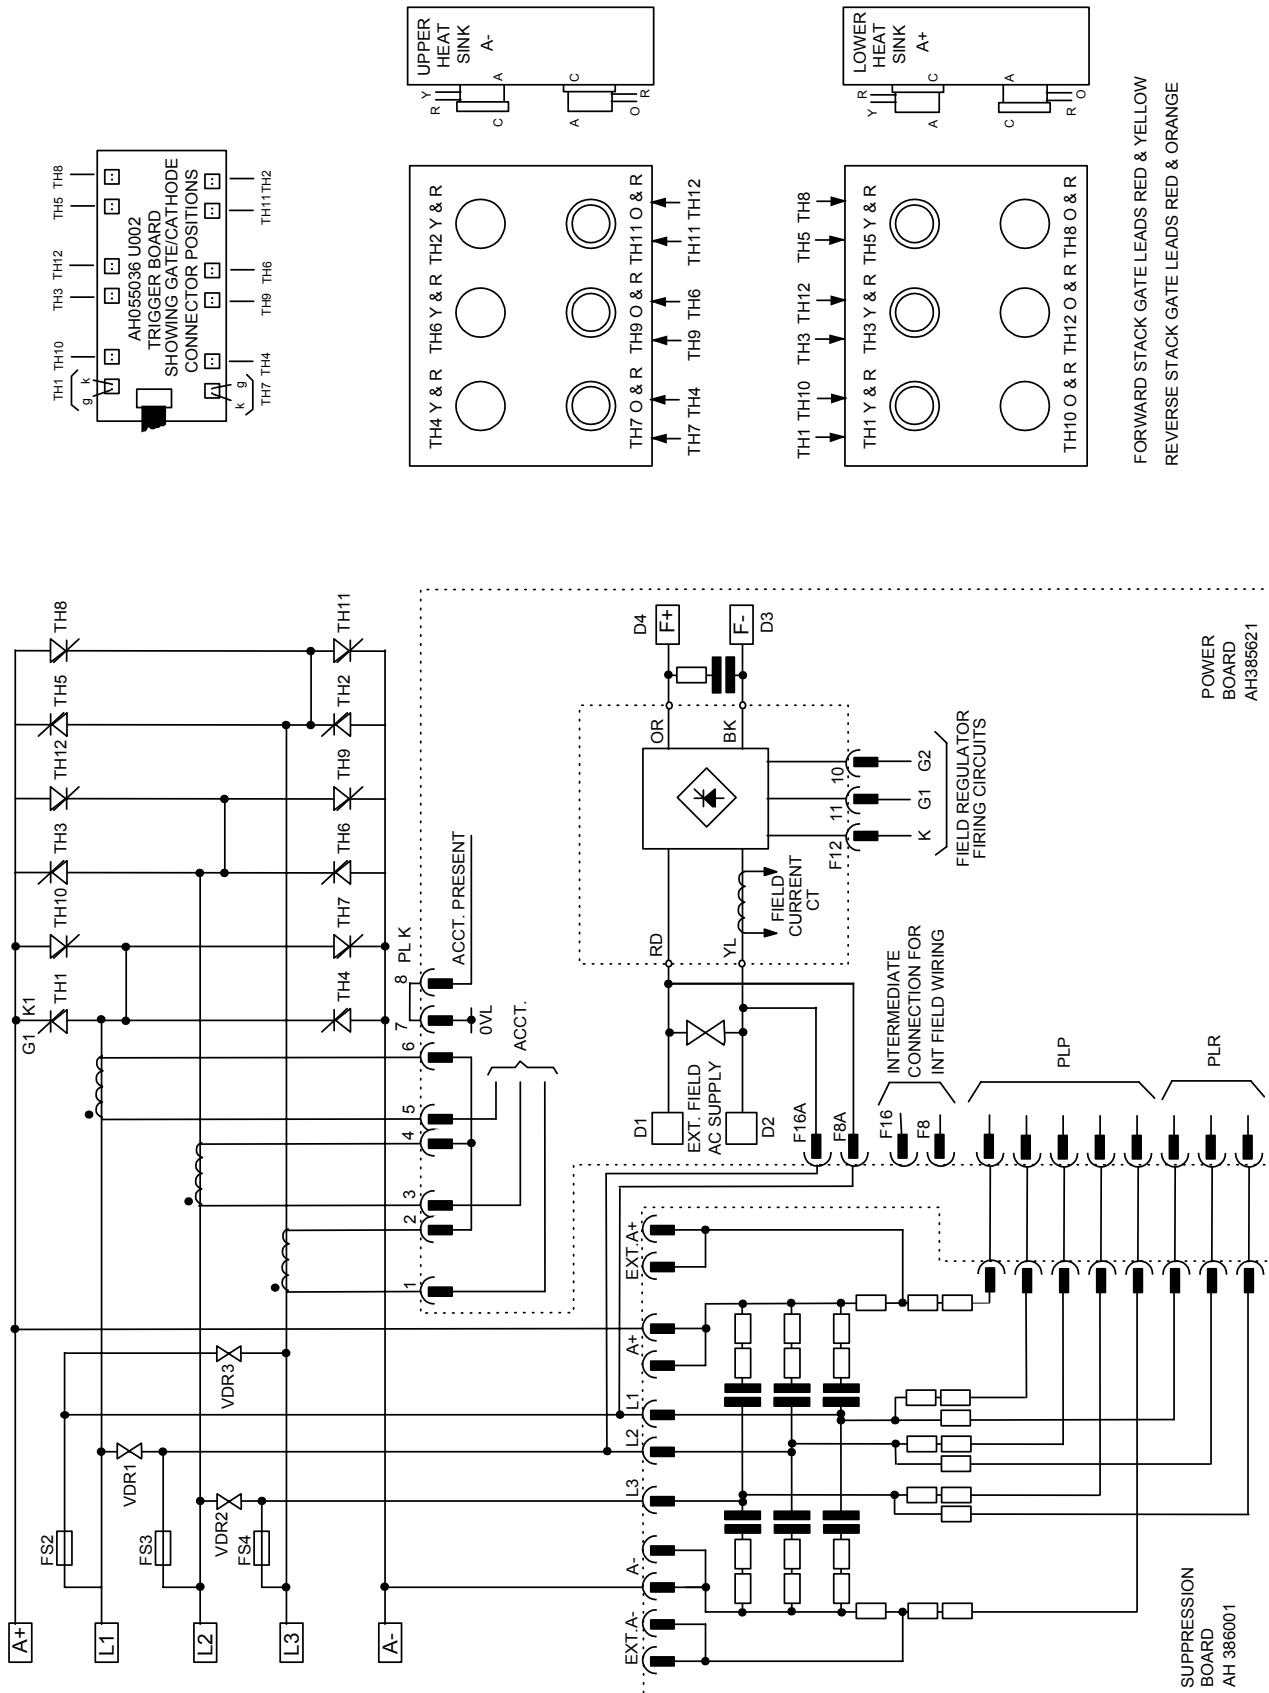 A+
L1
L2
L3
A-
FS2
FS3
FS4
VDR1
VDR2
VDR3
G1 K1
TH1
TH10
TH3
TH12
TH5
TH8
TH4
TH7
TH6
TH9
TH2
TH11
1
2
3
4
5
6
7
8
PL K
0VL
ACCT. PRESENT
ACCT.
EXT.A-
A-
L3
L2
L1
A+
EXT.A+
SUPPRESSION
BOARD
AH 386001
D1
D2
EXT. FIELD
AC SUPPLY
F16A
F8A
F16
F8
INTERMEDIATE
CONNECTION FOR
INT FIELD WIRING
PLP
PLR
RD
YL
FIELD
CURRENT
CT
OR
BK
D4
F+
F-
D3
F12
11
10
K
G1
G2
FIELD REGULATOR
FIRING CIRCUITS
POWER
BOARD
AH385621
TH1
TH10
TH3
TH12
TH5
TH8
g k
AH055036 U002
TRIGGER BOARD
SHOWING GATE/CATHODE
CONNECTOR POSITIONS
k g
TH7
TH4
TH9
TH6
TH11
TH2
UPPER
HEAT
SINK
A-
R Y
A
C
C
A
O R
TH4 Y & R TH6 Y & R TH2 Y & R
TH7 O & R TH9 O & R TH11 O & R
TH7 TH4 TH9 TH6 TH11 TH12
LOWER
HEAT
SINK
A+
Y R
C
A
A
C
R O
TH1 TH10 TH3 TH12 TH5 TH8
TH1 Y & R TH3 Y & R TH5 Y & R
TH10 O & R TH12 O & R TH8 O & R
FORWARD STACK GATE LEADS RED & YELLOW
REVERSE STACK GATE LEADS RED & ORANGE